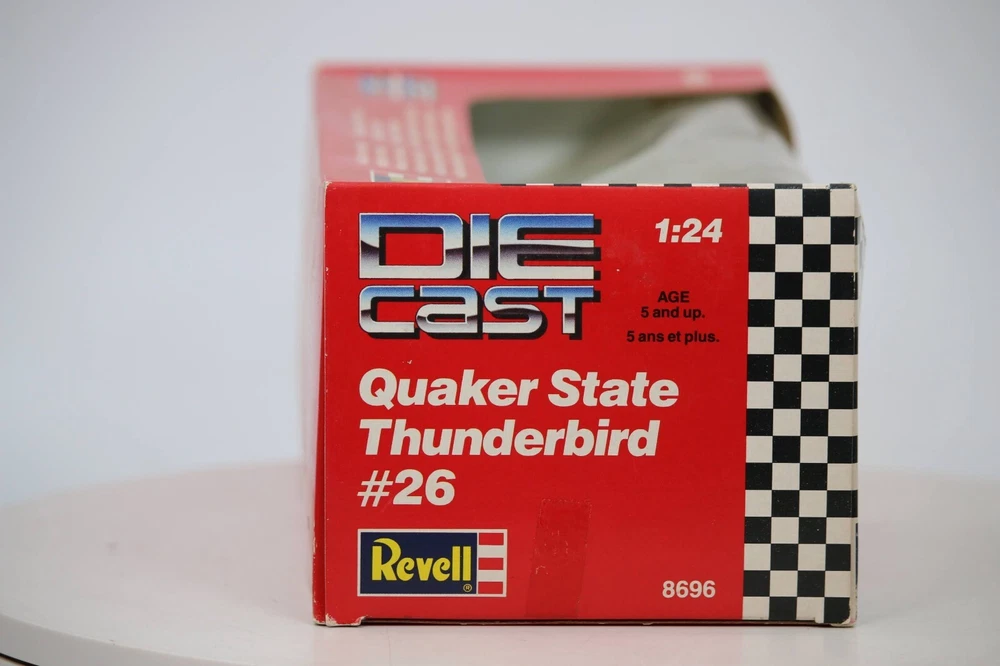 DIE
CAST
1:24
AGE
5 and up.
5 ans et plus.
Quaker State
Thunderbird
#26
Revell®
8696